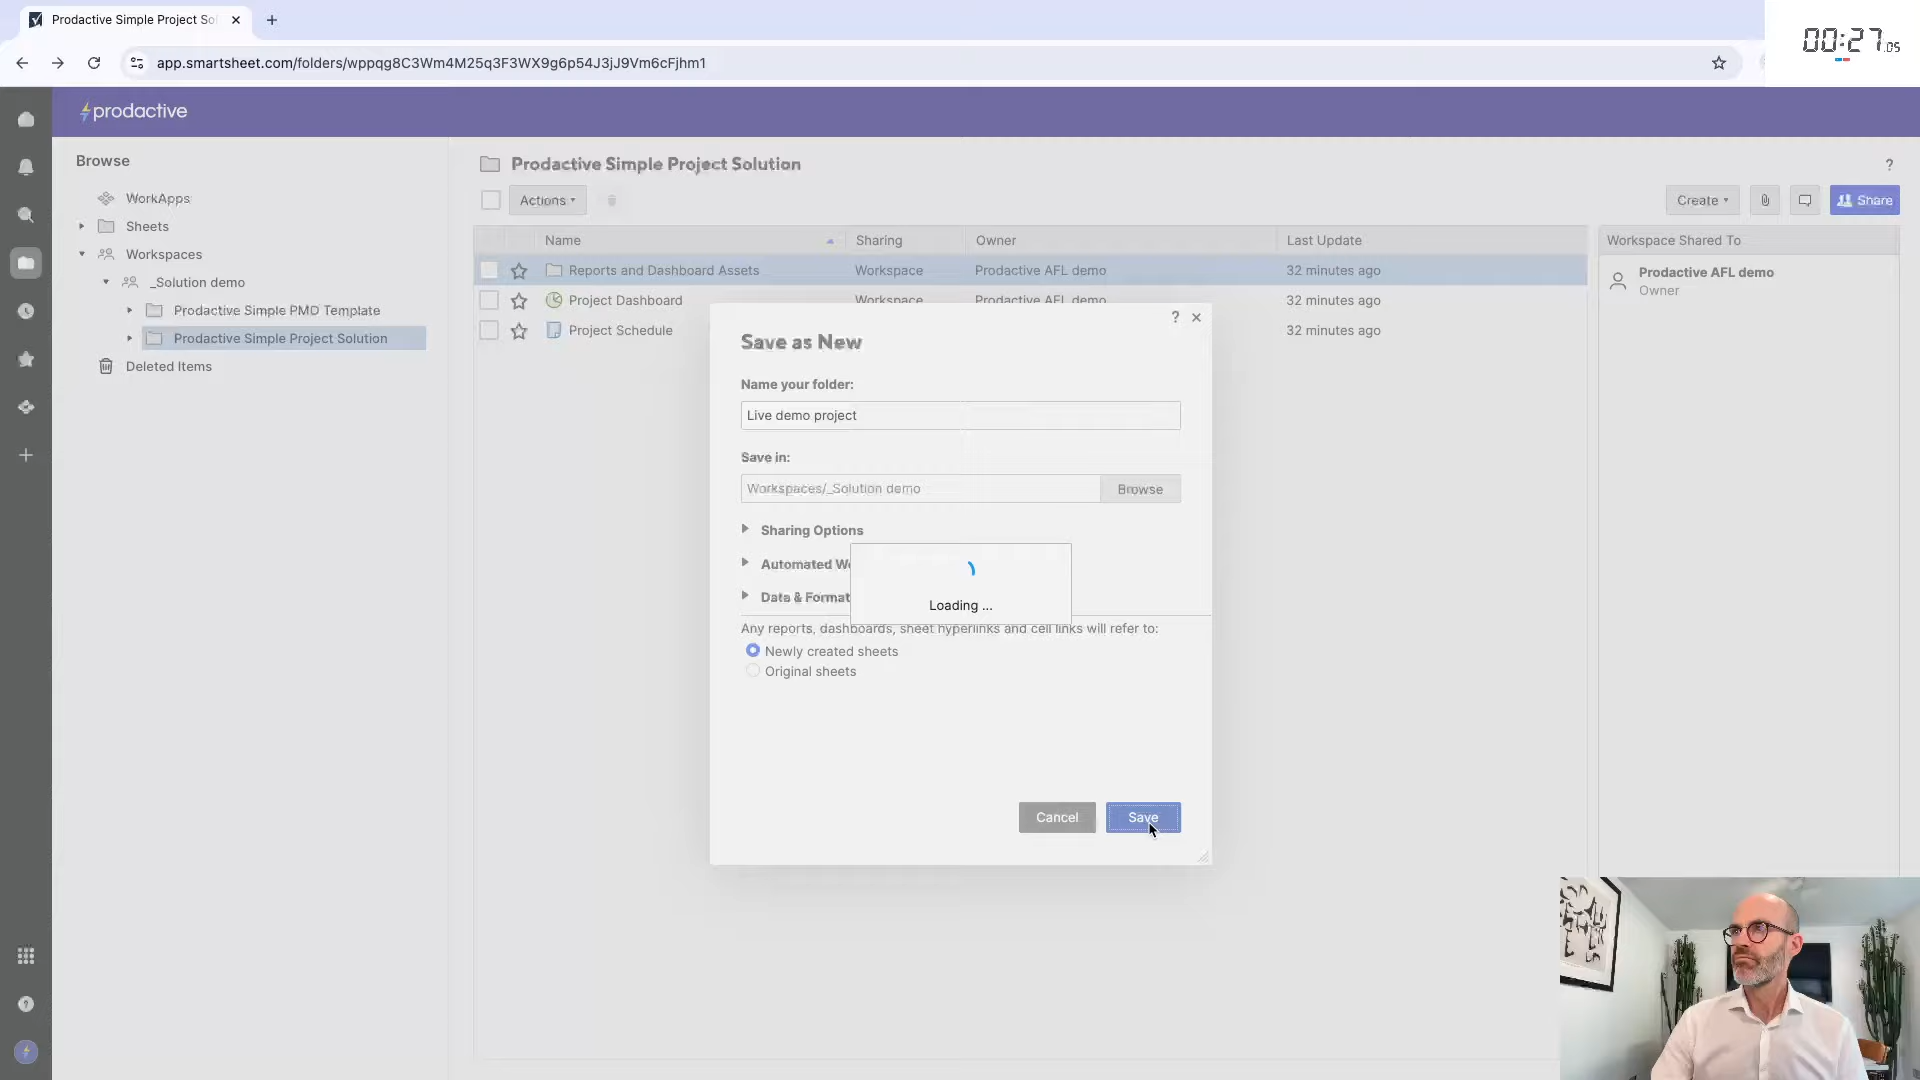 Prodactive Simple Project So
00:27.05
app.smartsheet.com/folders/wppqg8C3Wm4M25q3F3WX9g6p54J3jJ9Vm6cFjhm1
prodactive
Browse
WorkApps
Sheets
Workspaces
_Solution demo
Prodactive Simple PMO Template
Prodactive Simple Project Solution
Deleted Items
Prodactive Simple Project Solution
?
Actions
Create
Share
Name
Sharing
Owner
Last Update
Workspace Shared To
Reports and Dashboard Assets
Workspace
Prodactive AFL demo
32 minutes ago
Prodactive AFL demo
Owner
Project Dashboard
Workspace
Prodactive AFL demo
32 minutes ago
Project Schedule
32 minutes ago
?
Save as New
Name your folder:
Live demo project
Save in:
Workspaces/_Solution demo
Browse
Sharing Options
Automated
Data & Format
Loading ...
Any reports, dashboards, sheet hyperlinks and cell links will refer to:
Newly created sheets
Original sheets
Cancel
Save